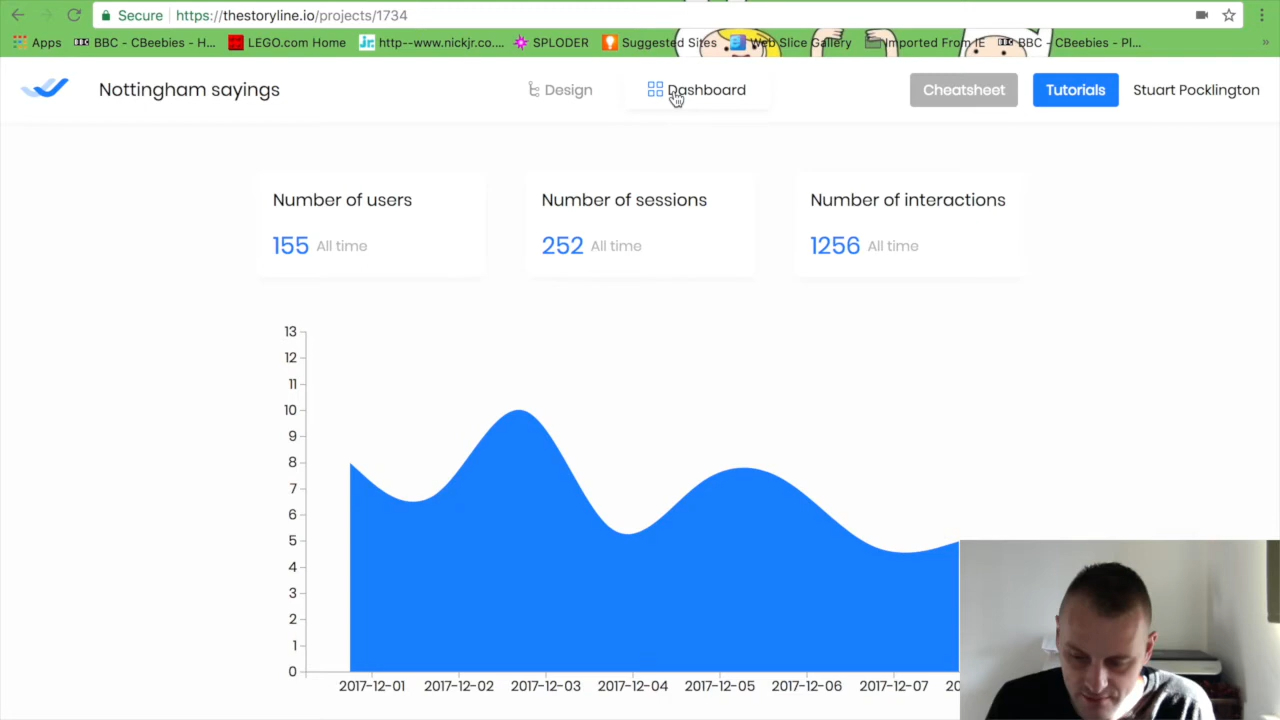 Secure https://thestoryline.io/projects/1734
Apps BBC - CBeebies - H... LEGO.com Home http--www.nickjr.co.... SPLODER Suggested Sites Web Slice Gallery Imported From IE BBC - CBeebies - Pl... »
Nottingham sayings Design Dashboard Cheatsheet Tutorials Stuart Pocklington
Number of users Number of sessions Number of interactions
155 All time 252 All time 1256 All time
13
12
11
10
9
8
7
6
5
4
3
2
1
0
2017-12-01 2017-12-02 2017-12-03 2017-12-04 2017-12-05 2017-12-06 2017-12-07 20